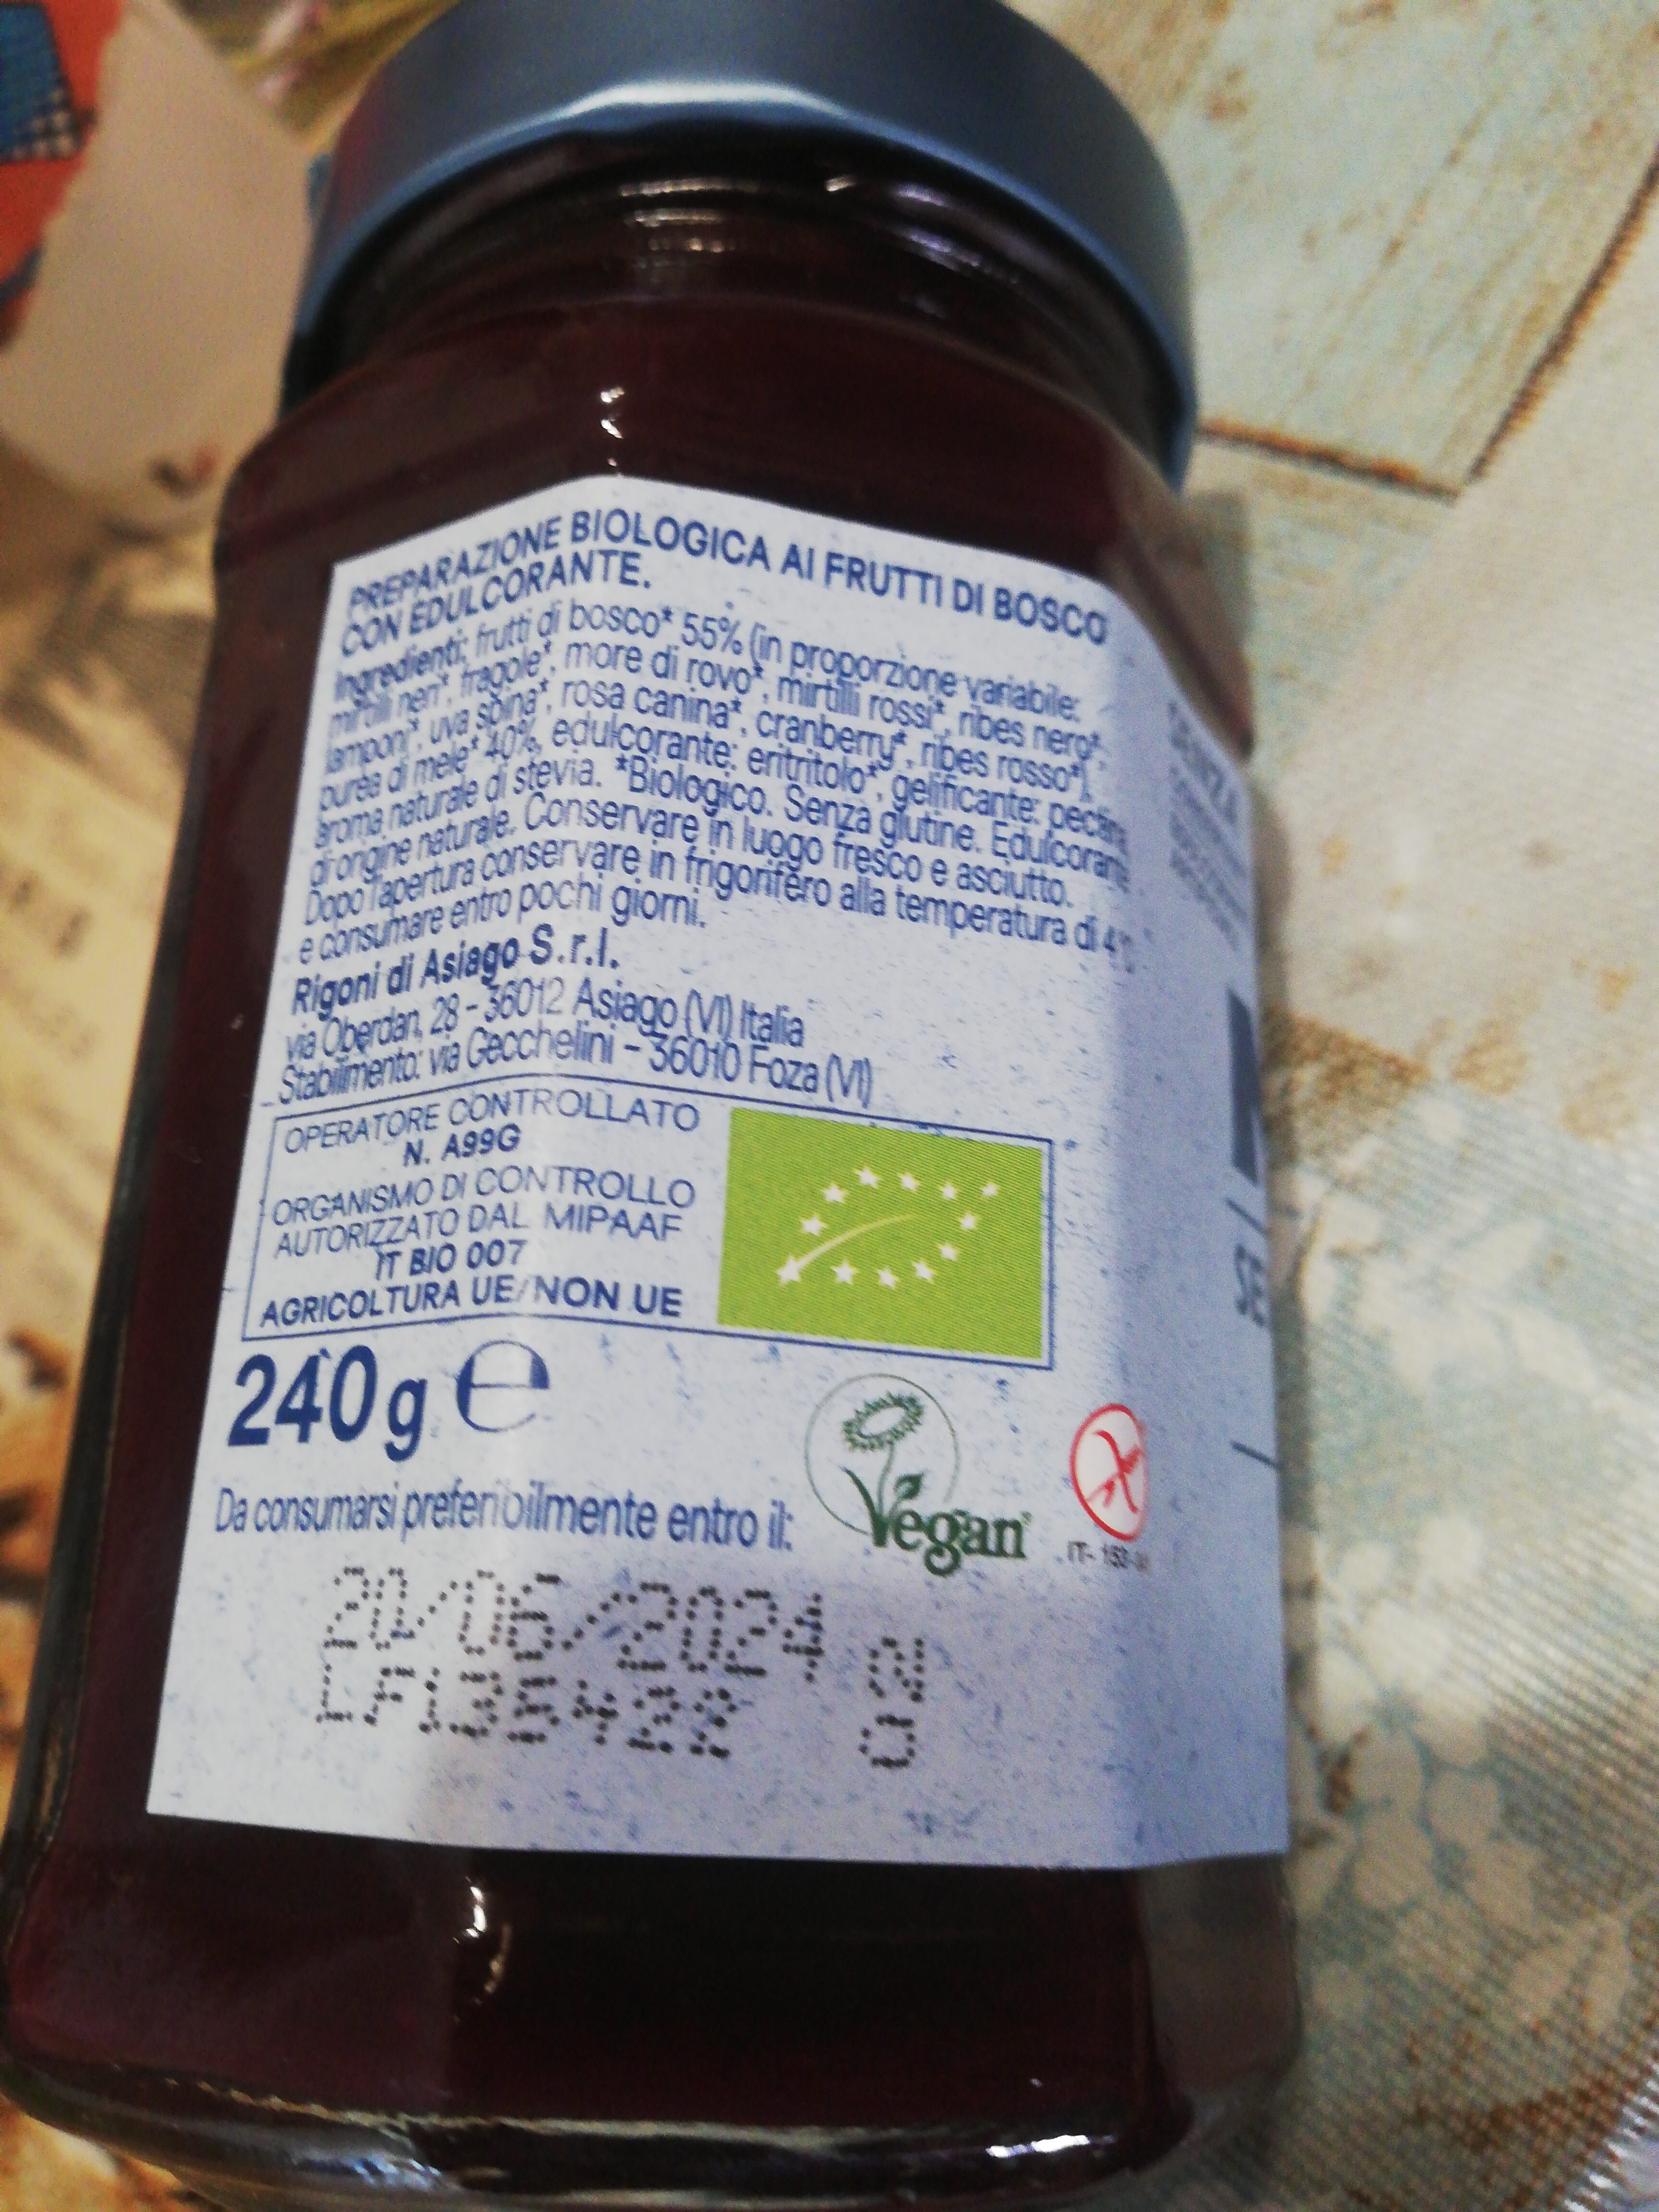 PREPARAZIONE BIOLOGICA AI FRUTTI DI BOSCO
CON EDULCORANTE.
Ingredienti: frutti di bosco* 55% (in proporzione variabile:
mirtilli neri*, fragole*, more di rovo*, mirtilli rossi*, ribes nero*,
lamponi*, uva spina*, rosa canina*, cranberry*, ribes rosso*),
purea di mele* 40%, edulcorante: eritritolo*, gelificante: pectina,
aroma naturale di stevia. *Biologico. Senza glutine. Edulcorante
di origine naturale. Conservare in luogo fresco e asciutto.
Dopo l'apertura conservare in frigorifero alla temperatura di 4°C
e consumare entro pochi giorni.
Rigoni di Asiago S.r.l.
via Oberdan, 28 - 36012 Asiago (VI) Italia
Stabilimento: via Cecchelini - 36010 Foza (VI)
OPERATORE CONTROLLATO
N. A99G
ORGANISMO DI CONTROLLO
AUTORIZZATO DAL MIPAAF
IT BIO 007
AGRICOLTURA UE/NON UE
240g e
Da consumarsi preferibilmente entro il:
Vegan
20/06/2024
SENZA
SE